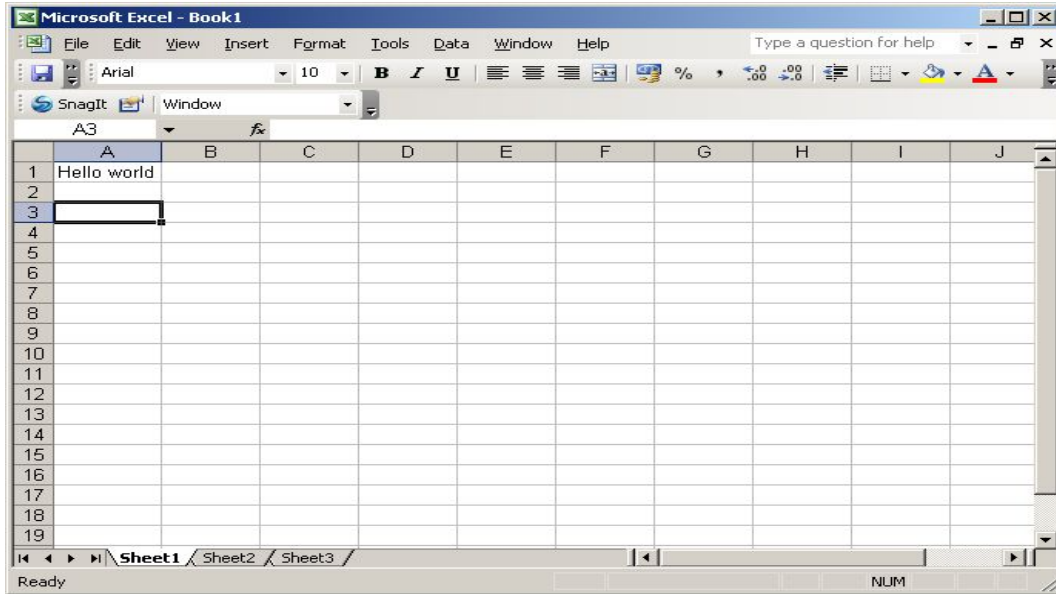 Microsoft Excel - Book1
File Edit View Insert Format Tools Data Window Help Type a question for help
Arial 10 B I U % , .00 .0
SnagIt Window
A3 fx
A B C D E F G H I J
1 Hello world
2
3
4
5
6
7
8
9
10
11
12
13
14
15
16
17
18
19
Sheet1 Sheet2 Sheet3
Ready NUM